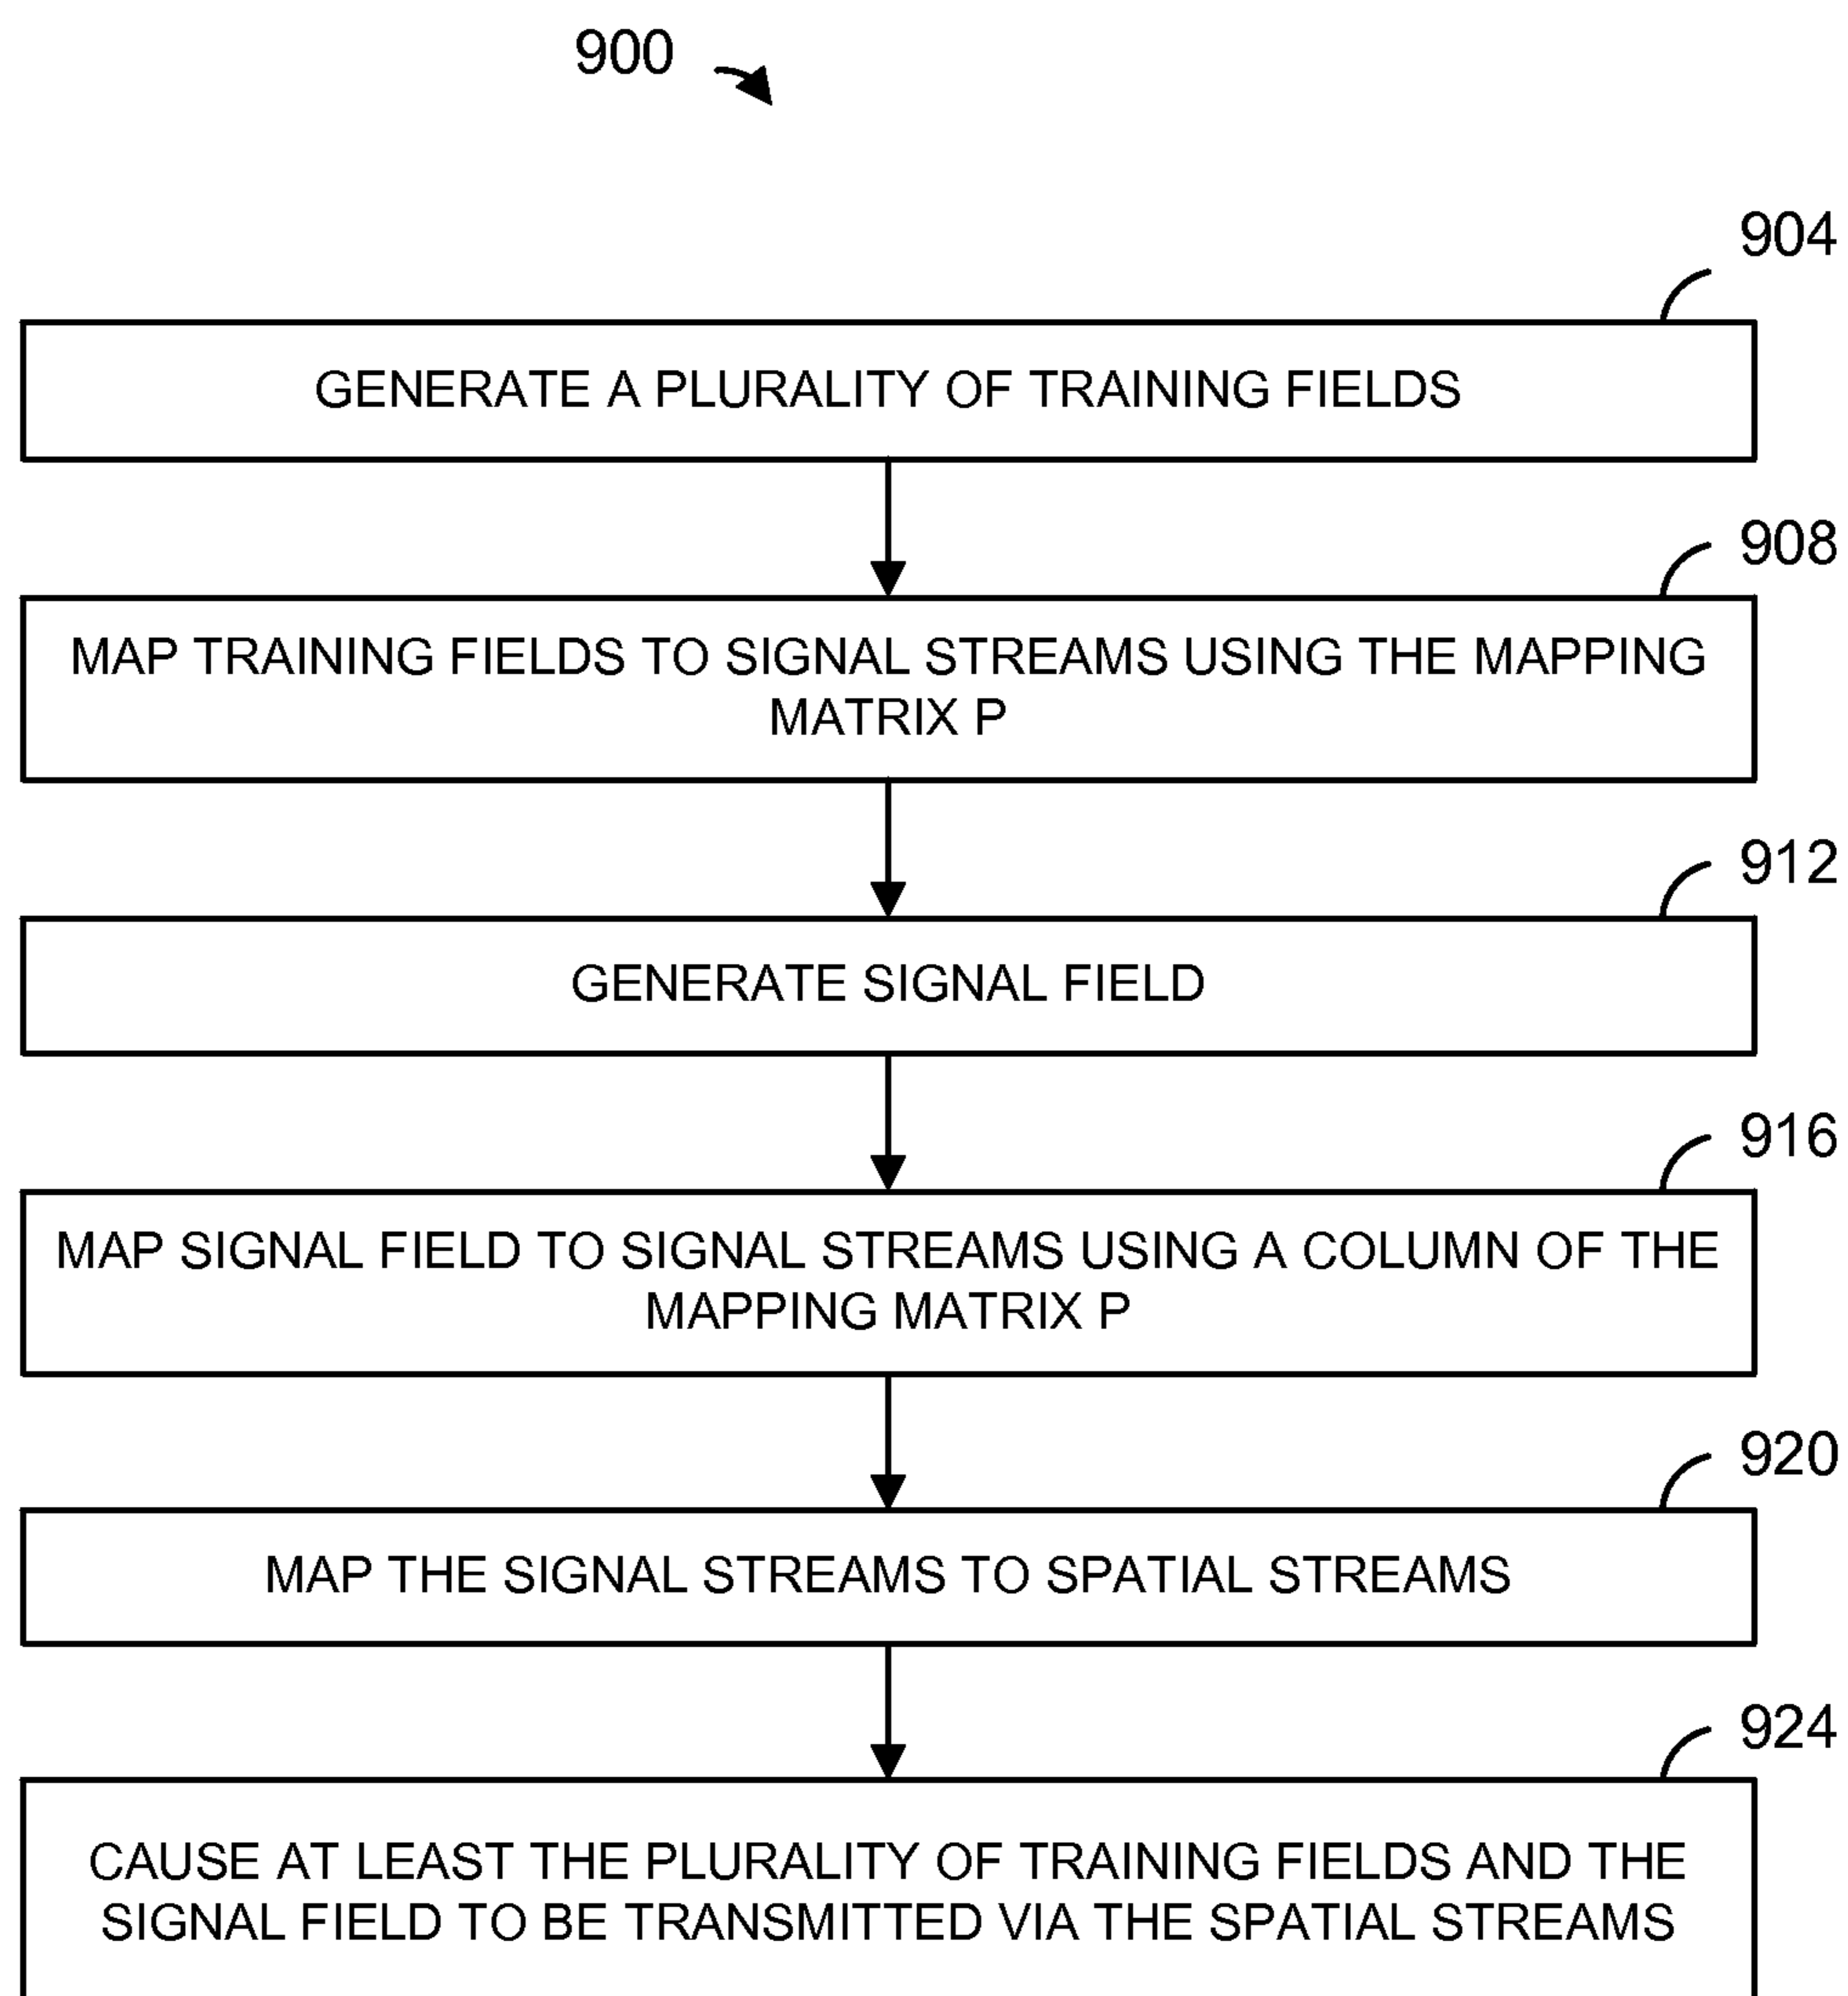 900
904
GENERATE A PLURALITY OF TRAINING FIELDS
908
MAP TRAINING FIELDS TO SIGNAL STREAMS USING THE MAPPING
MATRIX P
912
GENERATE SIGNAL FIELD
916
MAP SIGNAL FIELD TO SIGNAL STREAMS USING A COLUMN OF THE
MAPPING MATRIX P
920
MAP THE SIGNAL STREAMS TO SPATIAL STREAMS
924
CAUSE AT LEAST THE PLURALITY OF TRAINING FIELDS AND THE
SIGNAL FIELD TO BE TRANSMITTED VIA THE SPATIAL STREAMS